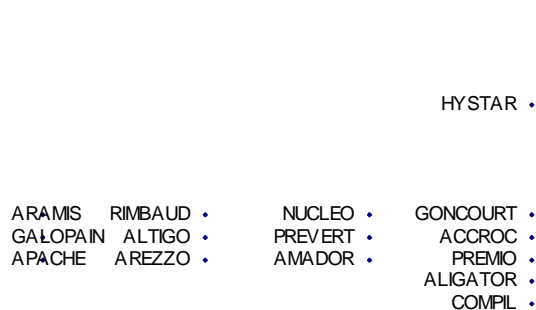 HYSTAR
ARAMIS RIMBAUD NUCLEO GONCOURT
GALOPAIN ALTIGO PREVERT ACCROC
APACHE AREZZO AMADOR PREMIO
ALIGATOR
COMPIL